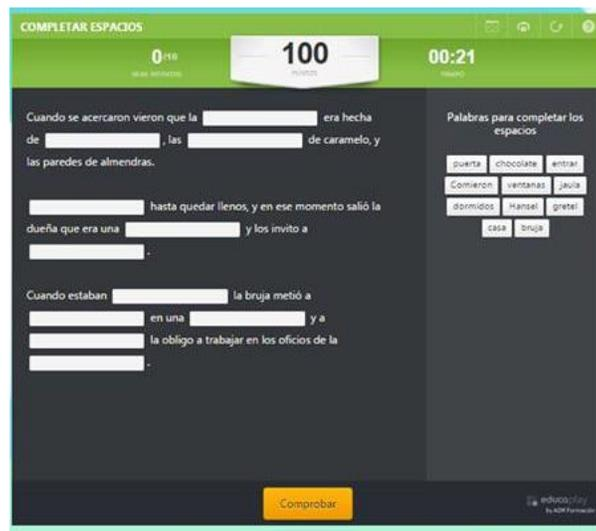 COMPLETAR ESPACIOS
0/10
100
PUNTOS
00:21
TIEMPO
Cuando se acercaron vieron que la era hecha
de , las de caramelo, y
las paredes de almendras.
hasta quedar llenos, y en ese momento salió la
dueña que era una y los invito a
.
Cuando estaban la bruja metió a
en una y a
la obligo a trabajar en los oficios de la
.
Palabras para completar los
espacios
puerta chocolate entrar
Comieron ventanas jaula
dormidos Hansel gretel
casa bruja
Comprobar
educaplay
by ADR Formación